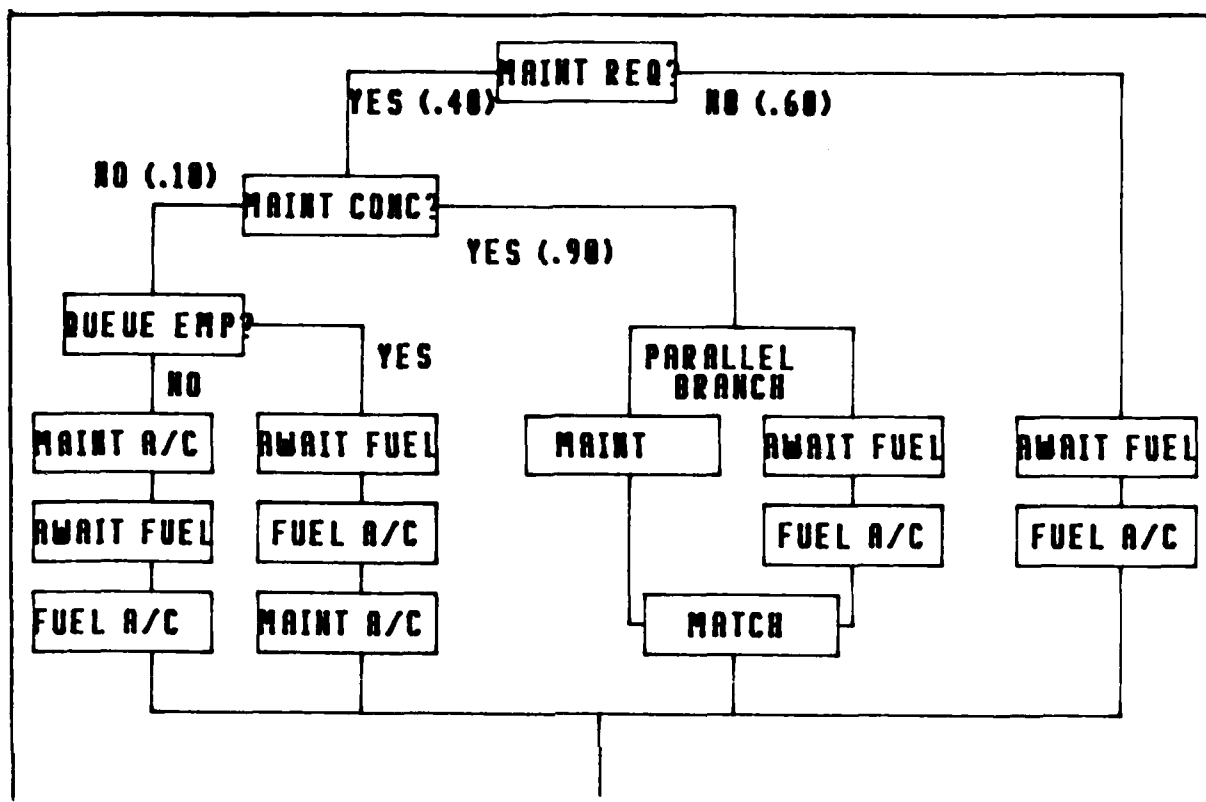 MAINT REQ?
YES (.40)
NO (.60)
NO (.10)
MAINT CONC?
YES (.90)
QUEUE EMP?
YES
NO
PARALLEL
BRANCH
MAINT A/C
AWAIT FUEL
MAINT
AWAIT FUEL
AWAIT FUEL
AWAIT FUEL
FUEL A/C
FUEL A/C
FUEL A/C
FUEL A/C
MAINT A/C
MATCH